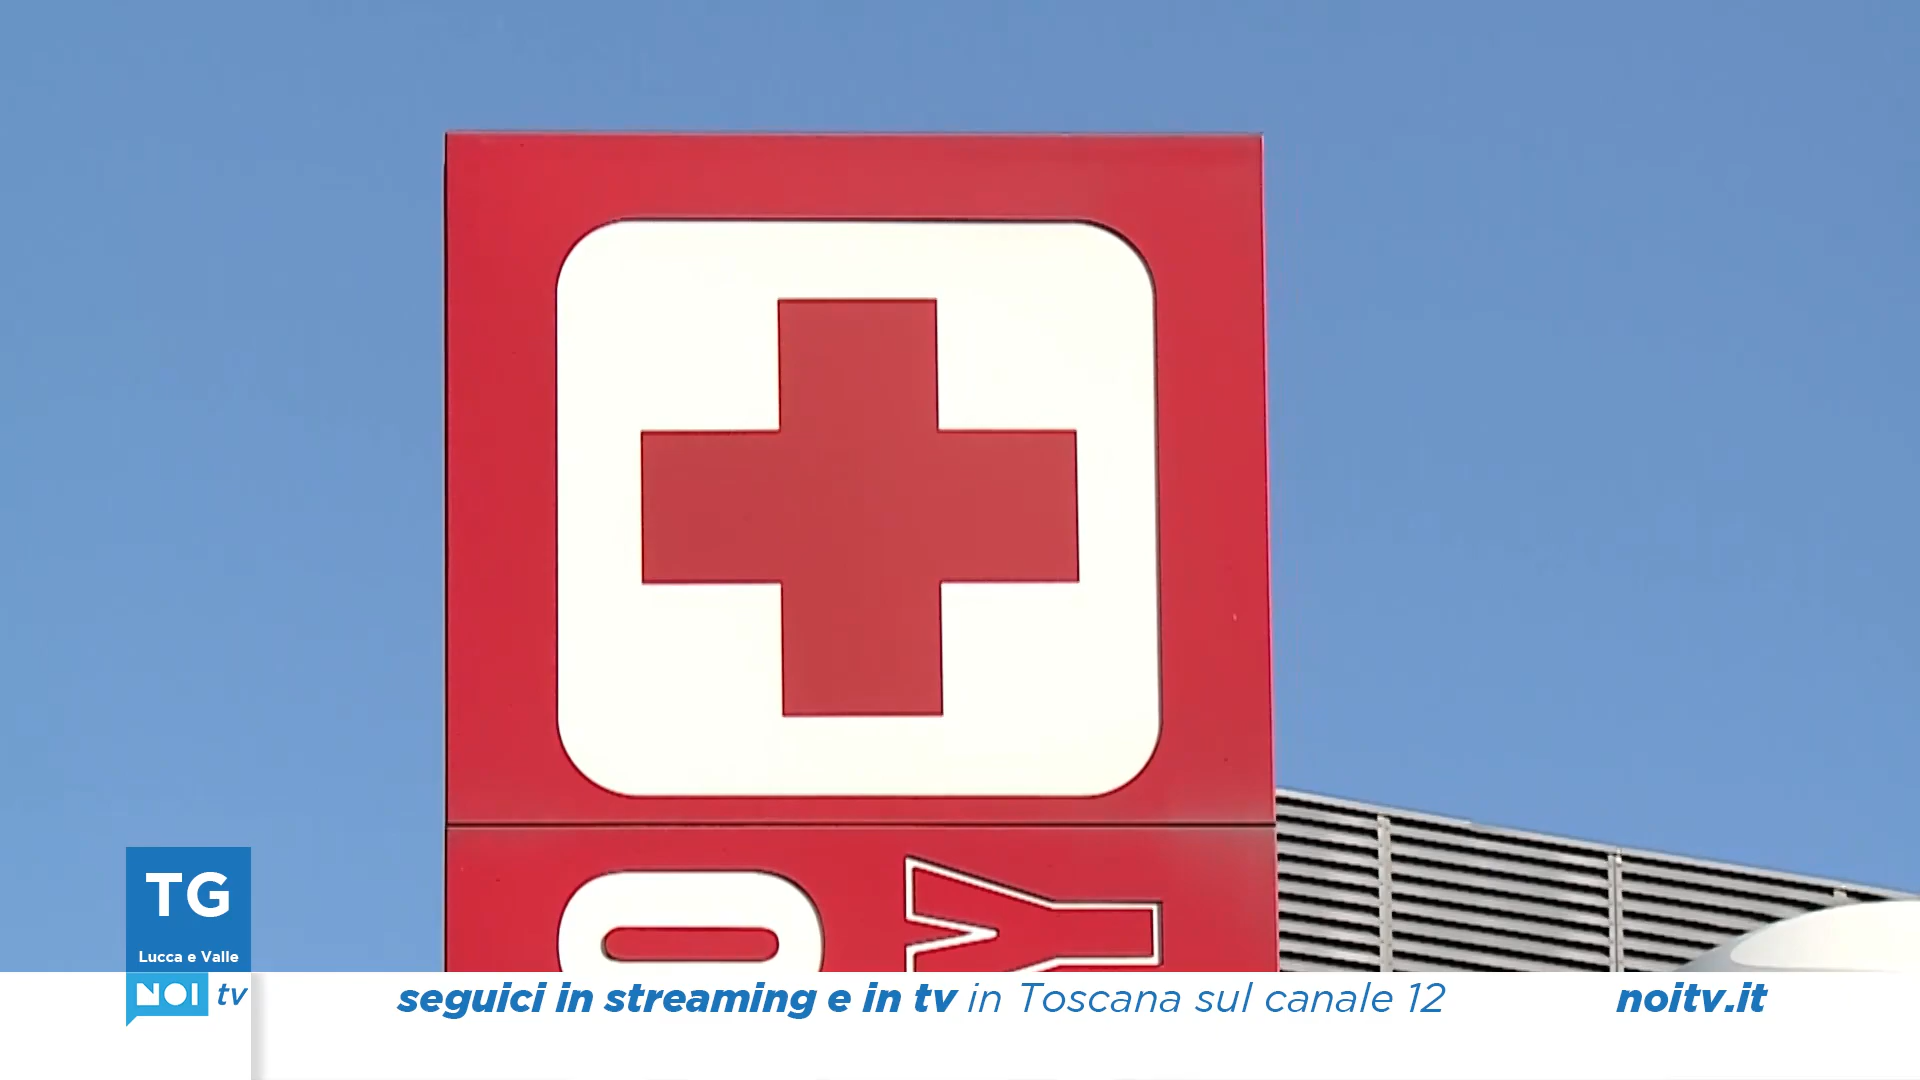 O
Y
TG
Lucca e Valle
NOI tv
seguici in streaming e in tv in Toscana sul canale 12
noitv.it